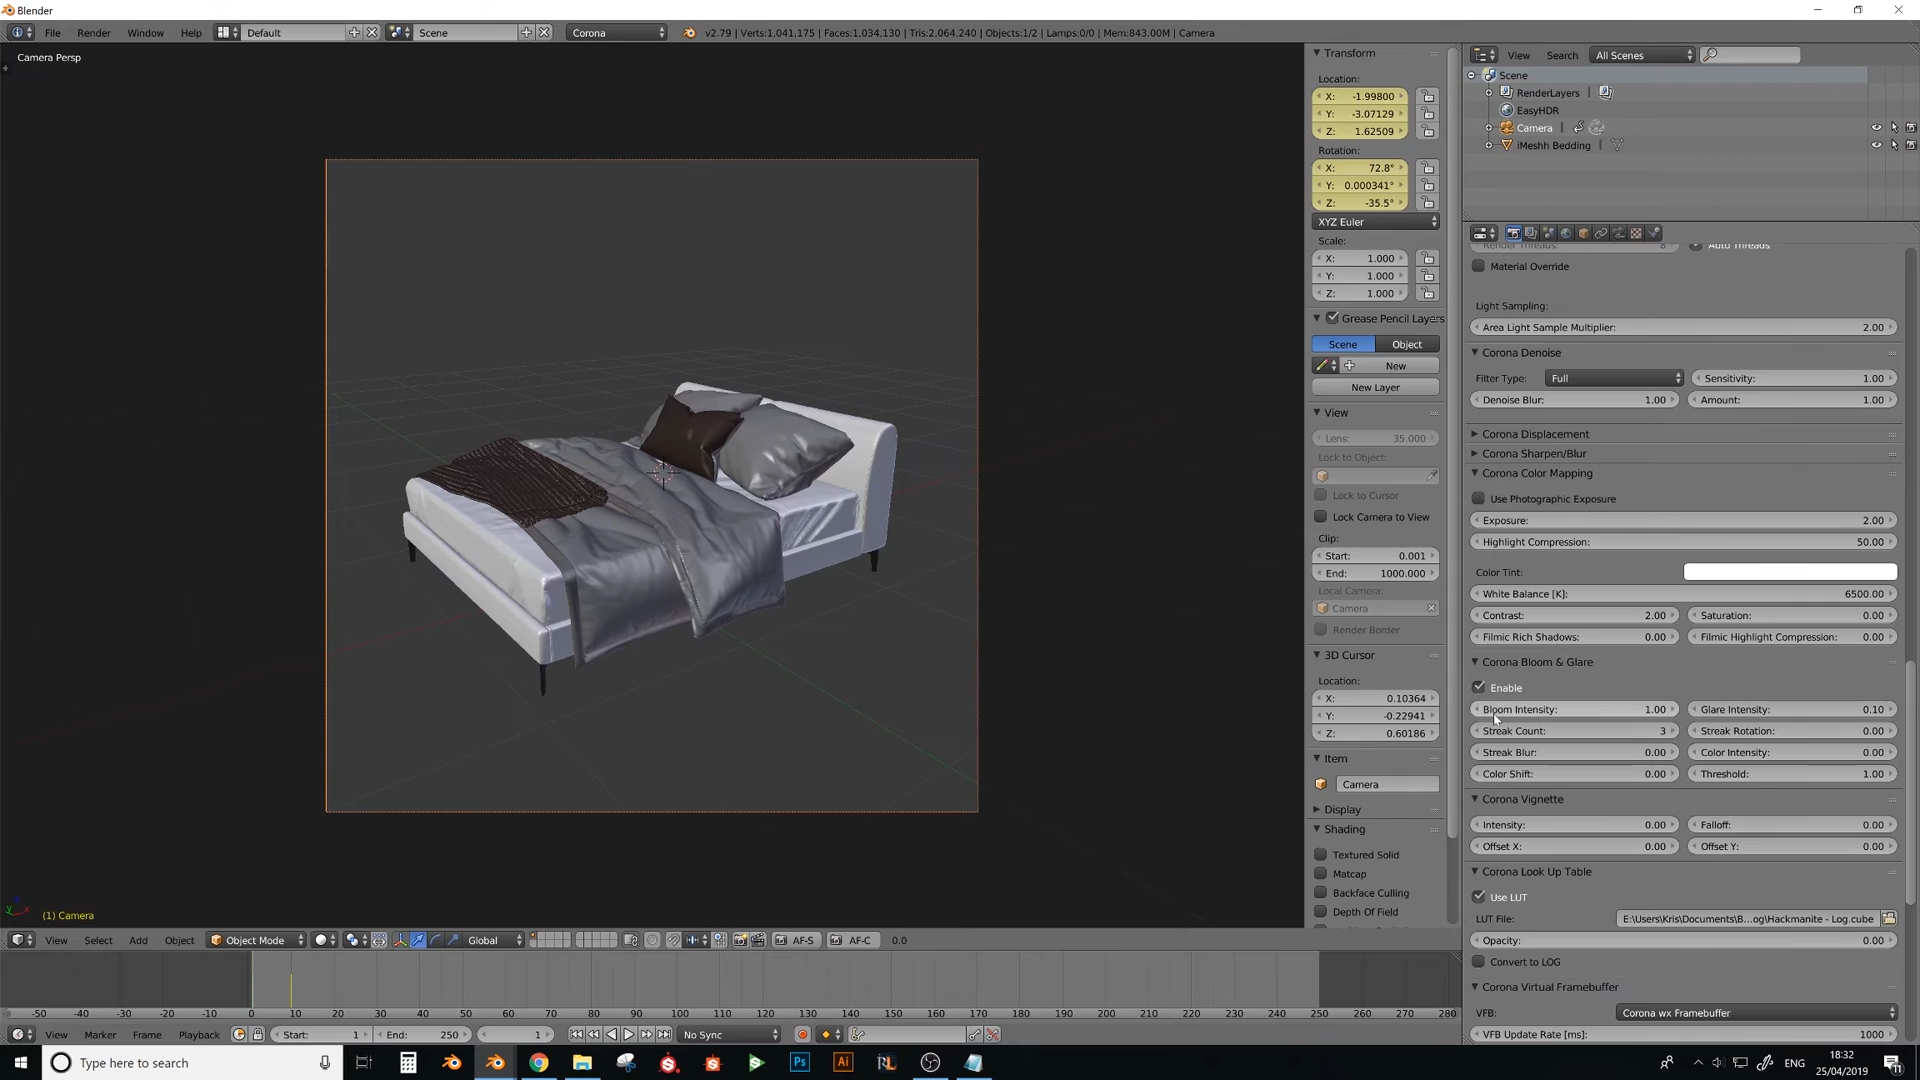 Blender
File Render Window Help Default Scene Corona v2.79 | Verts:1,041,175 | Faces:1,034,130 | Tris:2,064,240 | Objects:1/2 | Lamps:0/0 | Mem:843.00M | Camera
Camera Persp
(1) Camera
Transform
Location:
X: -1.99800
Y: -3.07129
Z: 1.62509
Rotation:
X: 72.8°
Y: 0.000341°
Z: -35.5°
XYZ Euler
Scale:
X: 1.000
Y: 1.000
Z: 1.000
Grease Pencil Layers
Scene Object
New
New Layer
View
Lens: 35.000
Lock to Object:
Lock to Cursor
Lock Camera to View
Clip:
Start: 0.001
End: 1000.000
Local Camera:
Camera
Render Border
3D Cursor
Location:
X: 0.10364
Y: -0.22941
Z: 0.60186
Item
Camera
Display
Shading
Textured Solid
Matcap
Backface Culling
Depth Of Field
View Search All Scenes
Scene
RenderLayers |
EasyHDR
Camera |
iMeshh Bedding |
Render Threads: 8 Auto Threads
Material Override
Light Sampling:
Area Light Sample Multiplier: 2.00
Corona Denoise
Filter Type: Full Sensitivity: 1.00
Denoise Blur: 1.00 Amount: 1.00
Corona Displacement
Corona Sharpen/Blur
Corona Color Mapping
Use Photographic Exposure
Exposure: 2.00
Highlight Compression: 50.00
Color Tint:
White Balance [K]: 6500.00
Contrast: 2.00 Saturation: 0.00
Filmic Rich Shadows: 0.00 Filmic Highlight Compression: 0.00
Corona Bloom & Glare
Enable
Bloom Intensity: 1.00 Glare Intensity: 0.10
Streak Count: 3 Streak Rotation: 0.00
Streak Blur: 0.00 Color Intensity: 0.00
Color Shift: 0.00 Threshold: 1.00
Corona Vignette
Intensity: 0.00 Falloff: 0.00
Offset X: 0.00 Offset Y: 0.00
Corona Look Up Table
Use LUT
LUT File: E:\Users\Kris\Documents\B...og\Hackmanite - Log.cube
Opacity: 0.00
Convert to LOG
Corona Virtual Framebuffer
VFB: Corona wx Framebuffer
VFB Update Rate [ms]: 1000
View Select Add Object Object Mode Global AF-S AF-C 0.0
-50 -40 -30 -20 -10 0 10 20 30 40 50 60 70 80 90 100 110 120 130 140 150 160 170 180 190 200 210 220 230 240 250 260 270 280
View Marker Frame Playback Start: 1 End: 250 1 No Sync
Type here to search Ps Ai ENG 18:32
25/04/2019 11